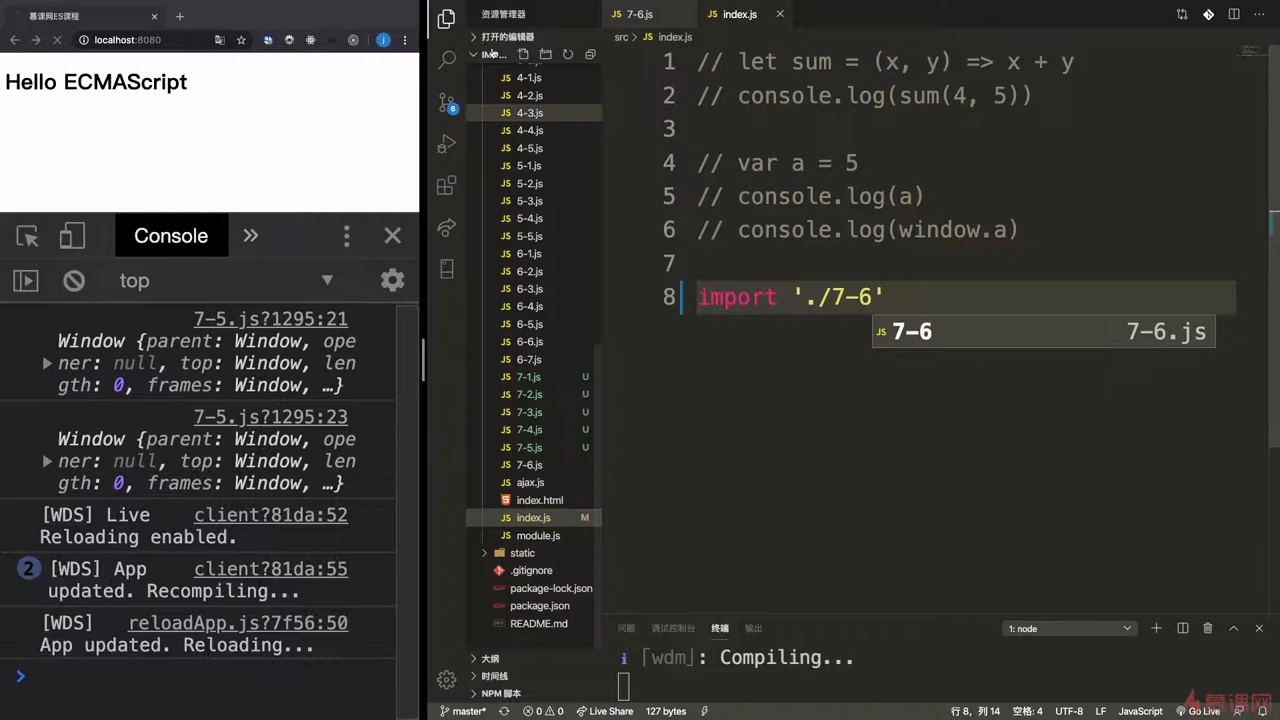 慕课网ES课程
localhost:8080
Hello ECMAScript
Console
top
7-5.js?1295:21
Window {parent: Window, ope
ner: null, top: Window, len
gth: 0, frames: Window, …}
7-5.js?1295:23
Window {parent: Window, ope
ner: null, top: Window, len
gth: 0, frames: Window, …}
[WDS] Live client?81da:52
Reloading enabled.
2 [WDS] App client?81da:55
updated. Recompiling...
[WDS] reloadApp.js?7f56:50
App updated. Reloading...
资源管理器
打开的编辑器
4-1.js
4-2.js
4-3.js
4-4.js
4-5.js
5-1.js
5-2.js
5-3.js
5-4.js
5-5.js
6-1.js
6-2.js
6-3.js
6-4.js
6-5.js
6-6.js
6-7.js
7-1.js U
7-2.js U
7-3.js U
7-4.js U
7-5.js U
7-6.js
ajax.js
index.html
index.js M
module.js
static
.gitignore
package-lock.json
package.json
README.md
大纲
时间线
NPM 脚本
6
7-6.js
index.js
src › index.js
1 // let sum = (x, y) => x + y
2 // console.log(sum(4, 5))
3
4 // var a = 5
5 // console.log(a)
6 // console.log(window.a)
7
8 import './7-6'
7-6 7-6.js
问题 调试控制台 终端 输出 1: node
i ｢wdm｣: Compiling...
慕课网
master* 0 0 Live Share 127 bytes 行 8, 列 14 空格: 4 UTF-8 LF JavaScript Go Live